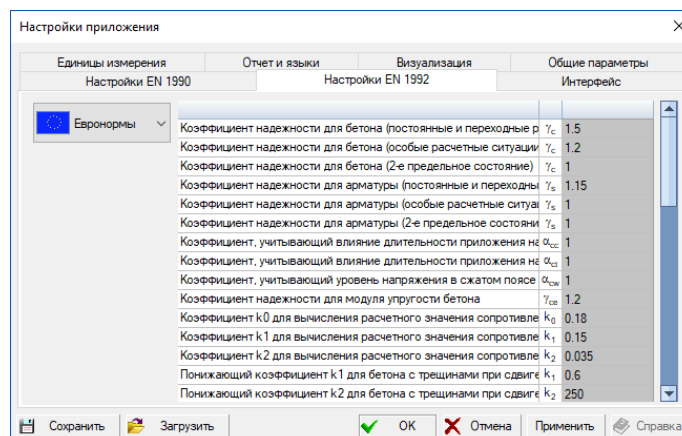 Настройки приложения
Единицы измерения Отчет и языки Визуализация Общие параметры
Настройки EN 1990 Настройки EN 1992 Интерфейс
Евронормы
Коэффициент надежности для бетона (постоянные и переходные р γc 1.5
Коэффициент надежности для бетона (особые расчетные ситуации γc 1.2
Коэффициент надежности для бетона (2-е предельное состояние) γc 1
Коэффициент надежности для арматуры (постоянные и переходны γs 1.15
Коэффициент надежности для арматуры (особые расчетные ситуа γs 1
Коэффициент надежности для арматуры (2-е предельное состояни γs 1
Коэффициент, учитывающий влияние длительности приложения на αcc 1
Коэффициент, учитывающий влияние длительности приложения на αct 1
Коэффициент, учитывающий уровень напряжения в сжатом поясе αcw 1
Коэффициент надежности для модуля упругости бетона γce 1.2
Коэффициент k0 для вычисления расчетного значения сопротивле k0 0.18
Коэффициент k1 для вычисления расчетного значения сопротивле k1 0.15
Коэффициент k2 для вычисления расчетного значения сопротивле k2 0.035
Понижающий коэффициент k1 для бетона с трещинами при сдвиге k1 0.6
Понижающий коэффициент k2 для бетона с трещинами при сдвиге k2 250
Сохранить Загрузить OK Отмена Применить Справка